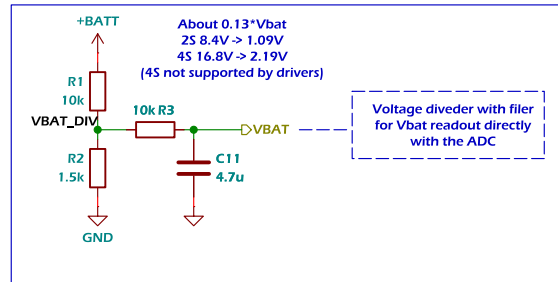 +BATT
About 0.13*Vbat
2S 8.4V -> 1.09V
4S 16.8V -> 2.19V
(4S not supported by drivers)
R1
10k
VBAT_DIV
10k R3
VBAT
Voltage diveder with filer
for Vbat readout directly
with the ADC
R2
1.5k
C11
4.7u
GND